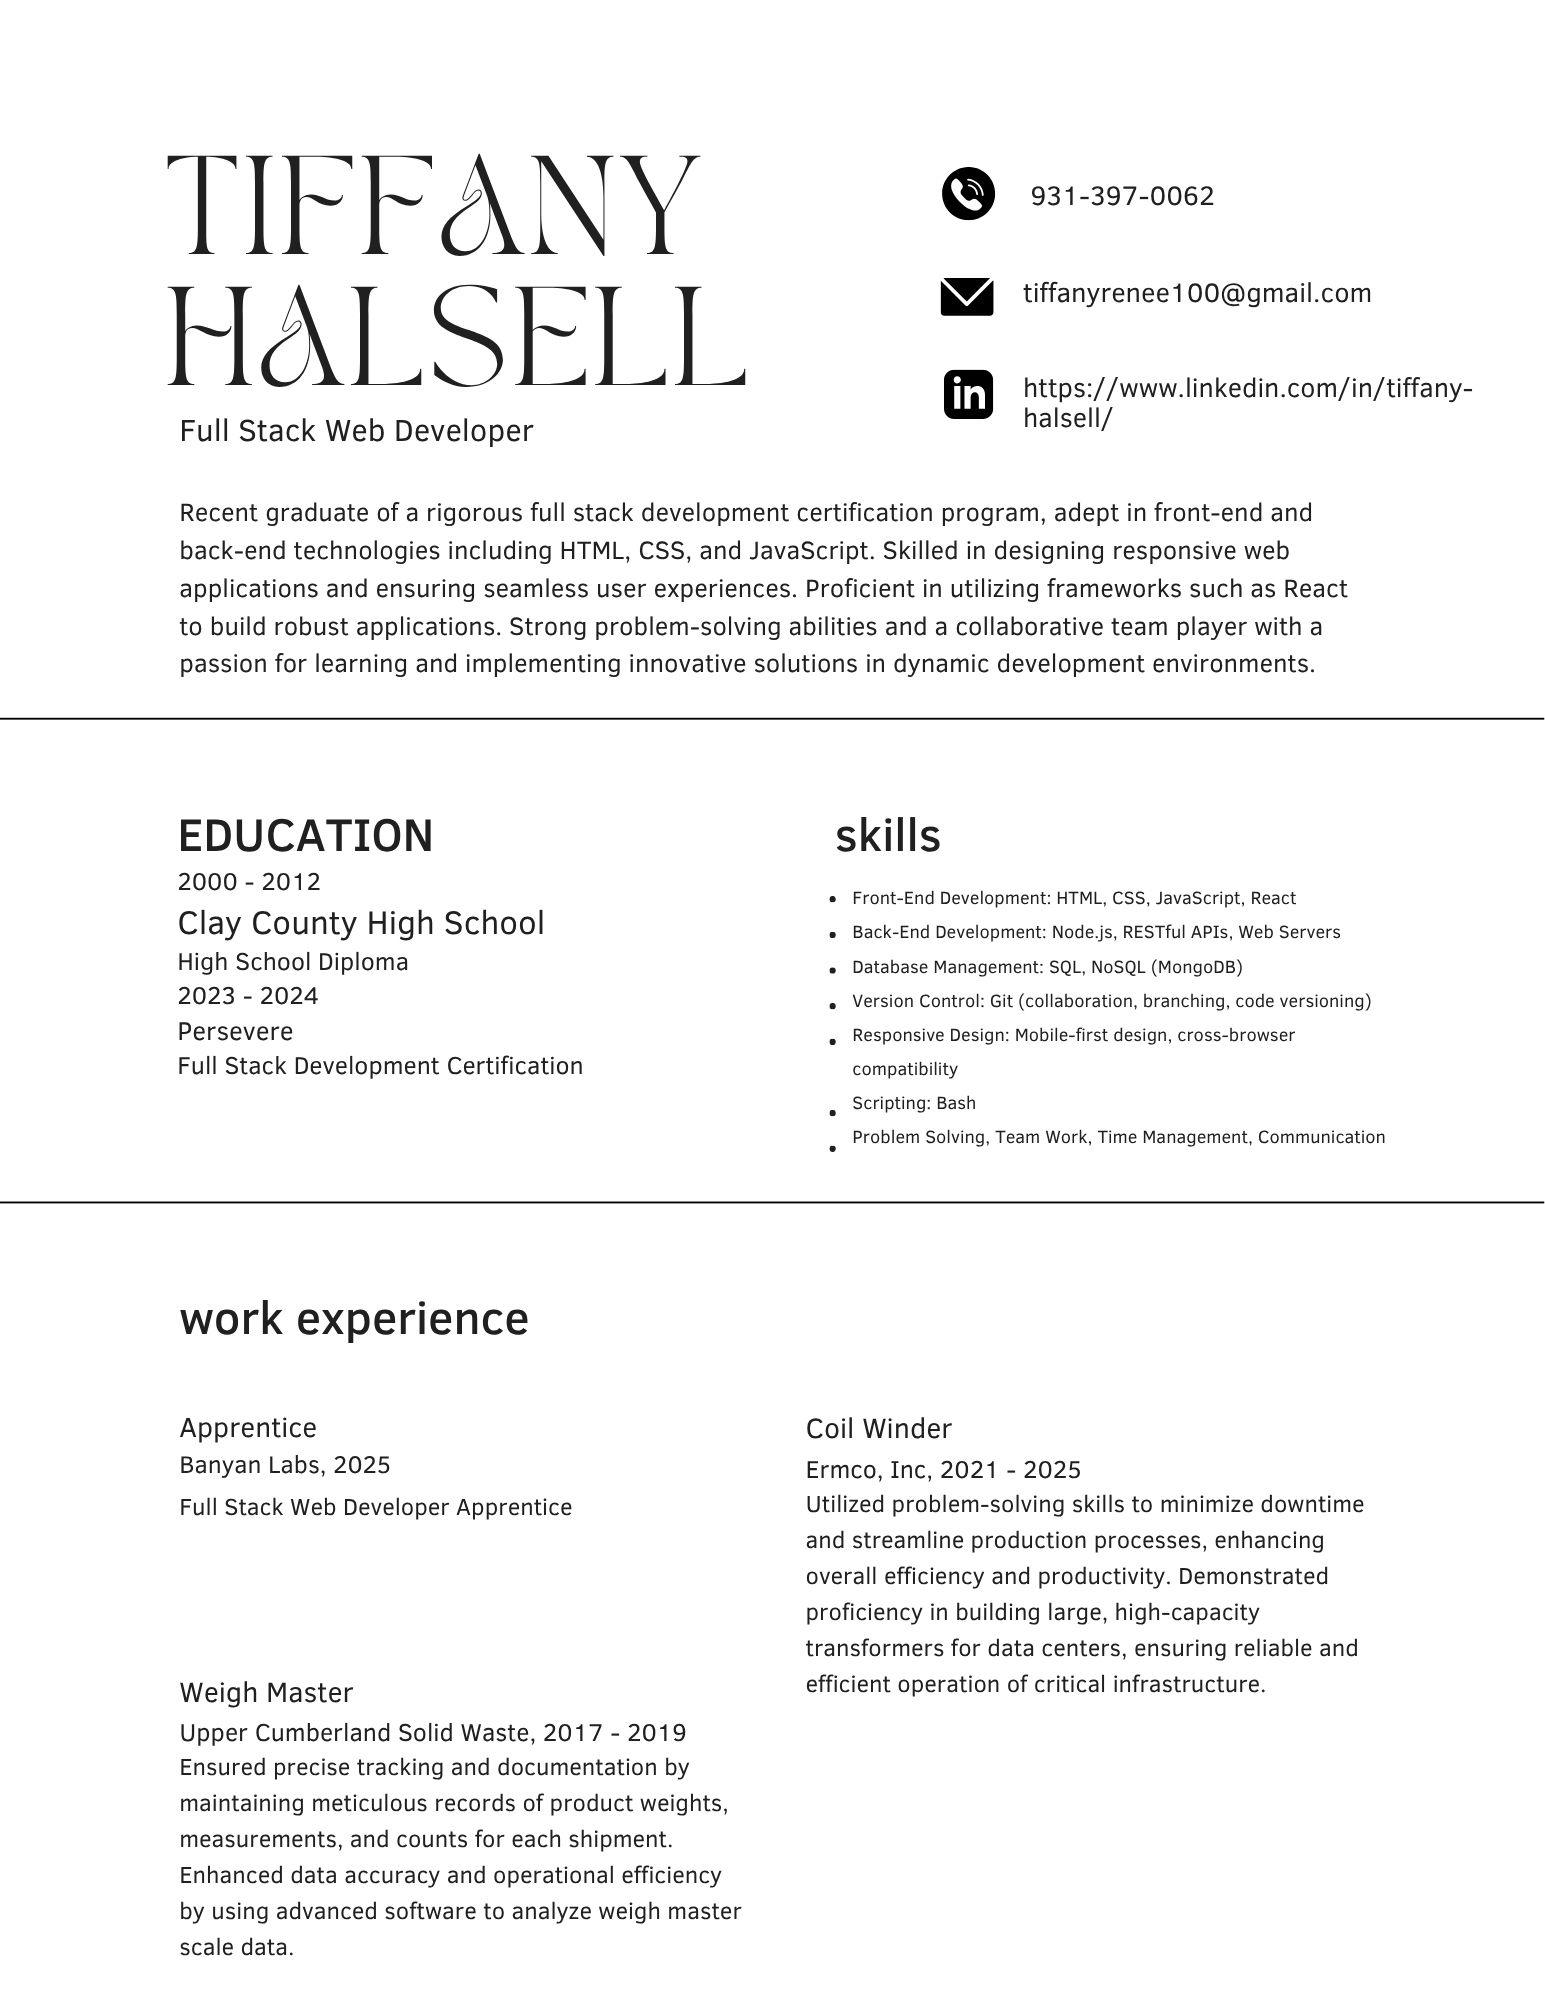 TIFFANY
HALSELL
Full Stack Web Developer
931-397-0062
tiffanyrenee100@gmail.com
in
https://www.linkedin.com/in/tiffany-
halsell/
Recent graduate of a rigorous full stack development certification program, adept in front-end and
back-end technologies including HTML, CSS, and JavaScript. Skilled in designing responsive web
applications and ensuring seamless user experiences. Proficient in utilizing frameworks such as React
to build robust applications. Strong problem-solving abilities and a collaborative team player with a
passion for learning and implementing innovative solutions in dynamic development environments.
EDUCATION
2000 - 2012
Clay County High School
High School Diploma
2023 - 2024
Persevere
Full Stack Development Certification
skills
• Front-End Development: HTML, CSS, JavaScript, React
• Back-End Development: Node.js, RESTful APIs, Web Servers
• Database Management: SQL, NoSQL (MongoDB)
• Version Control: Git (collaboration, branching, code versioning)
• Responsive Design: Mobile-first design, cross-browser
compatibility
• Scripting: Bash
• Problem Solving, Team Work, Time Management, Communication
work experience
Apprentice
Banyan Labs, 2025
Full Stack Web Developer Apprentice
Weigh Master
Upper Cumberland Solid Waste, 2017 - 2019
Ensured precise tracking and documentation by
maintaining meticulous records of product weights,
measurements, and counts for each shipment.
Enhanced data accuracy and operational efficiency
by using advanced software to analyze weigh master
scale data.
Coil Winder
Ermco, Inc, 2021 - 2025
Utilized problem-solving skills to minimize downtime
and streamline production processes, enhancing
overall efficiency and productivity. Demonstrated
proficiency in building large, high-capacity
transformers for data centers, ensuring reliable and
efficient operation of critical infrastructure.